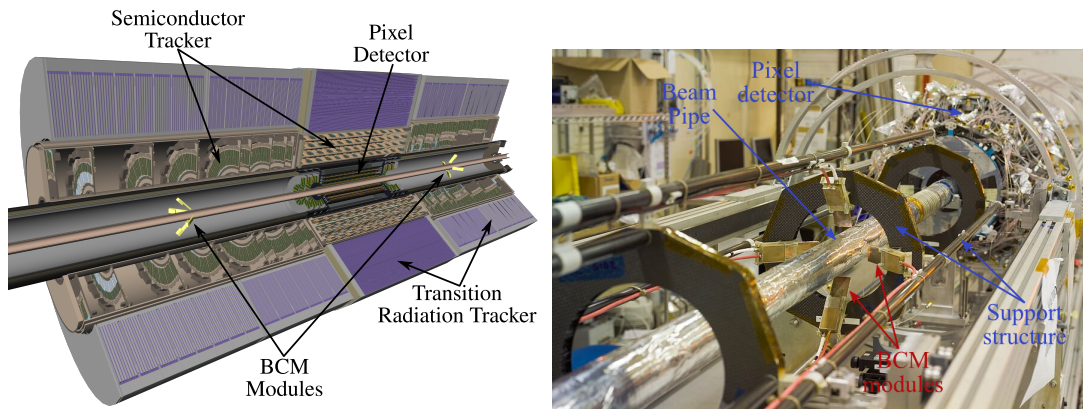 Semiconductor
Tracker
Pixel
Detector
Transition
Radiation Tracker
BCM
Modules
Pixel
detector
Beam
Pipe
Support
structure
BCM
modules